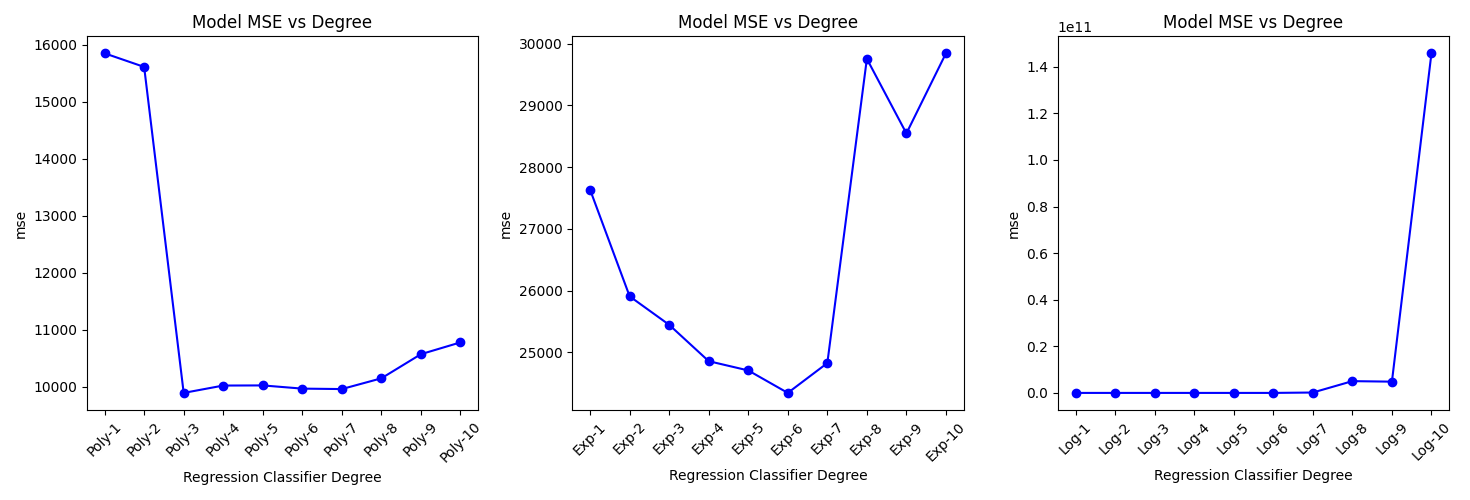 Model MSE vs Degree
16000
15000
14000
13000
12000
11000
10000
mse
Poly-1
Poly-2
Poly-3
Poly-4
Poly-5
Poly-6
Poly-7
Poly-8
Poly-9
Poly-10
Regression Classifier Degree
Model MSE vs Degree
30000
29000
28000
27000
26000
25000
mse
Exp-1
Exp-2
Exp-3
Exp-4
Exp-5
Exp-6
Exp-7
Exp-8
Exp-9
Exp-10
Regression Classifier Degree
Model MSE vs Degree
1e11
1.4
1.2
1.0
0.8
0.6
0.4
0.2
0.0
mse
Log-1
Log-2
Log-3
Log-4
Log-5
Log-6
Log-7
Log-8
Log-9
Log-10
Regression Classifier Degree